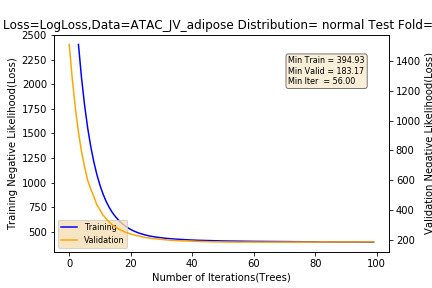 Loss=LogLoss,Data=ATAC_JV_adipose Distribution= normal Test Fold=
Training Negative Likelihood(Loss)
2500
2250
2000
1750
1500
1250
1000
750
500
Min Train = 394.93
Min Valid = 183.17
Min Iter = 56.00
Training
Validation
1400
1200
1000
800
600
400
200
Validation Negative Likelihood(Loss)
0
20
40
60
80
100
Number of Iterations(Trees)